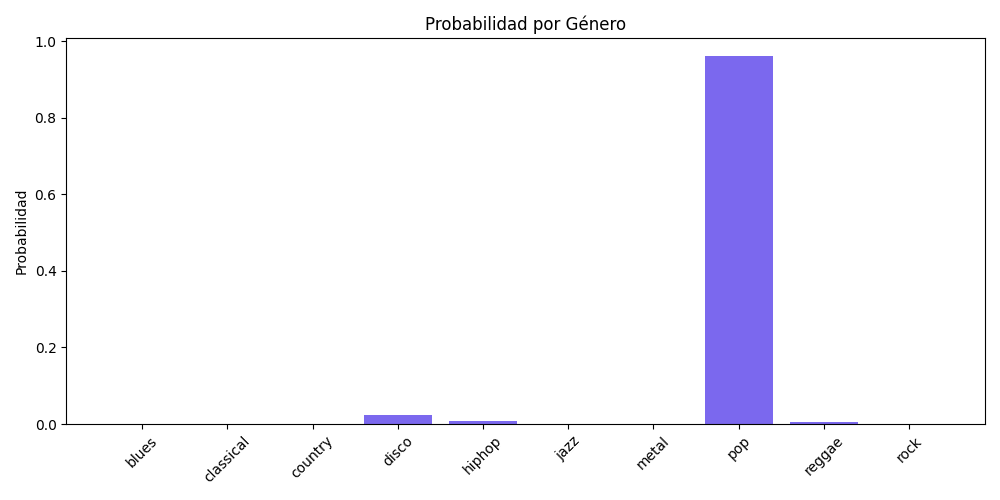 Probabilidad por Género
Probabilidad
1.0
0.8
0.6
0.4
0.2
0.0
blues
classical
country
disco
hiphop
jazz
metal
pop
reggae
rock